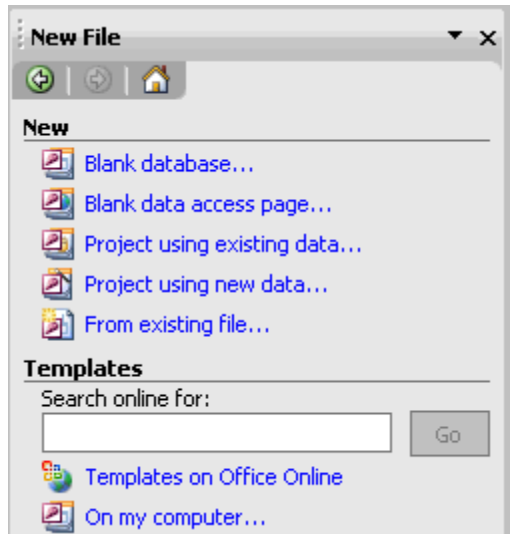 New File
New
Blank database...
Blank data access page...
Project using existing data...
Project using new data...
From existing file...
Templates
Search online for:
Go
Templates on Office Online
On my computer...